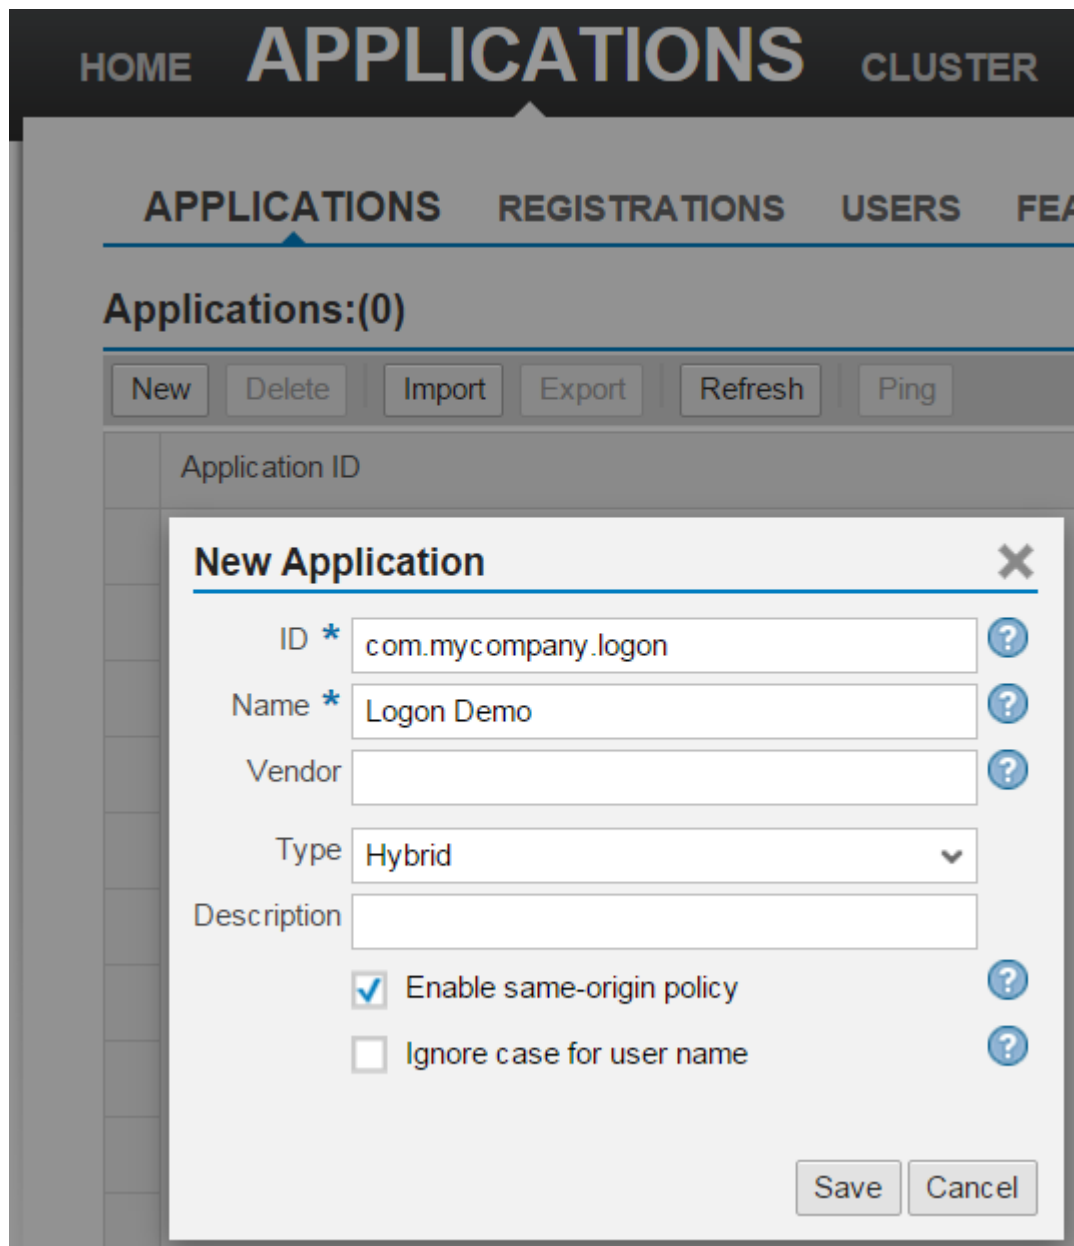 HOME APPLICATIONS CLUSTER
APPLICATIONS REGISTRATIONS USERS
Applications:(0)
New Delete Import Export Refresh Ping
Application ID
New Application
ID * com.mycompany.logon
Name * Logon Demo
Vendor
Type Hybrid
Description
Enable same-origin policy
Ignore case for user name
Save Cancel